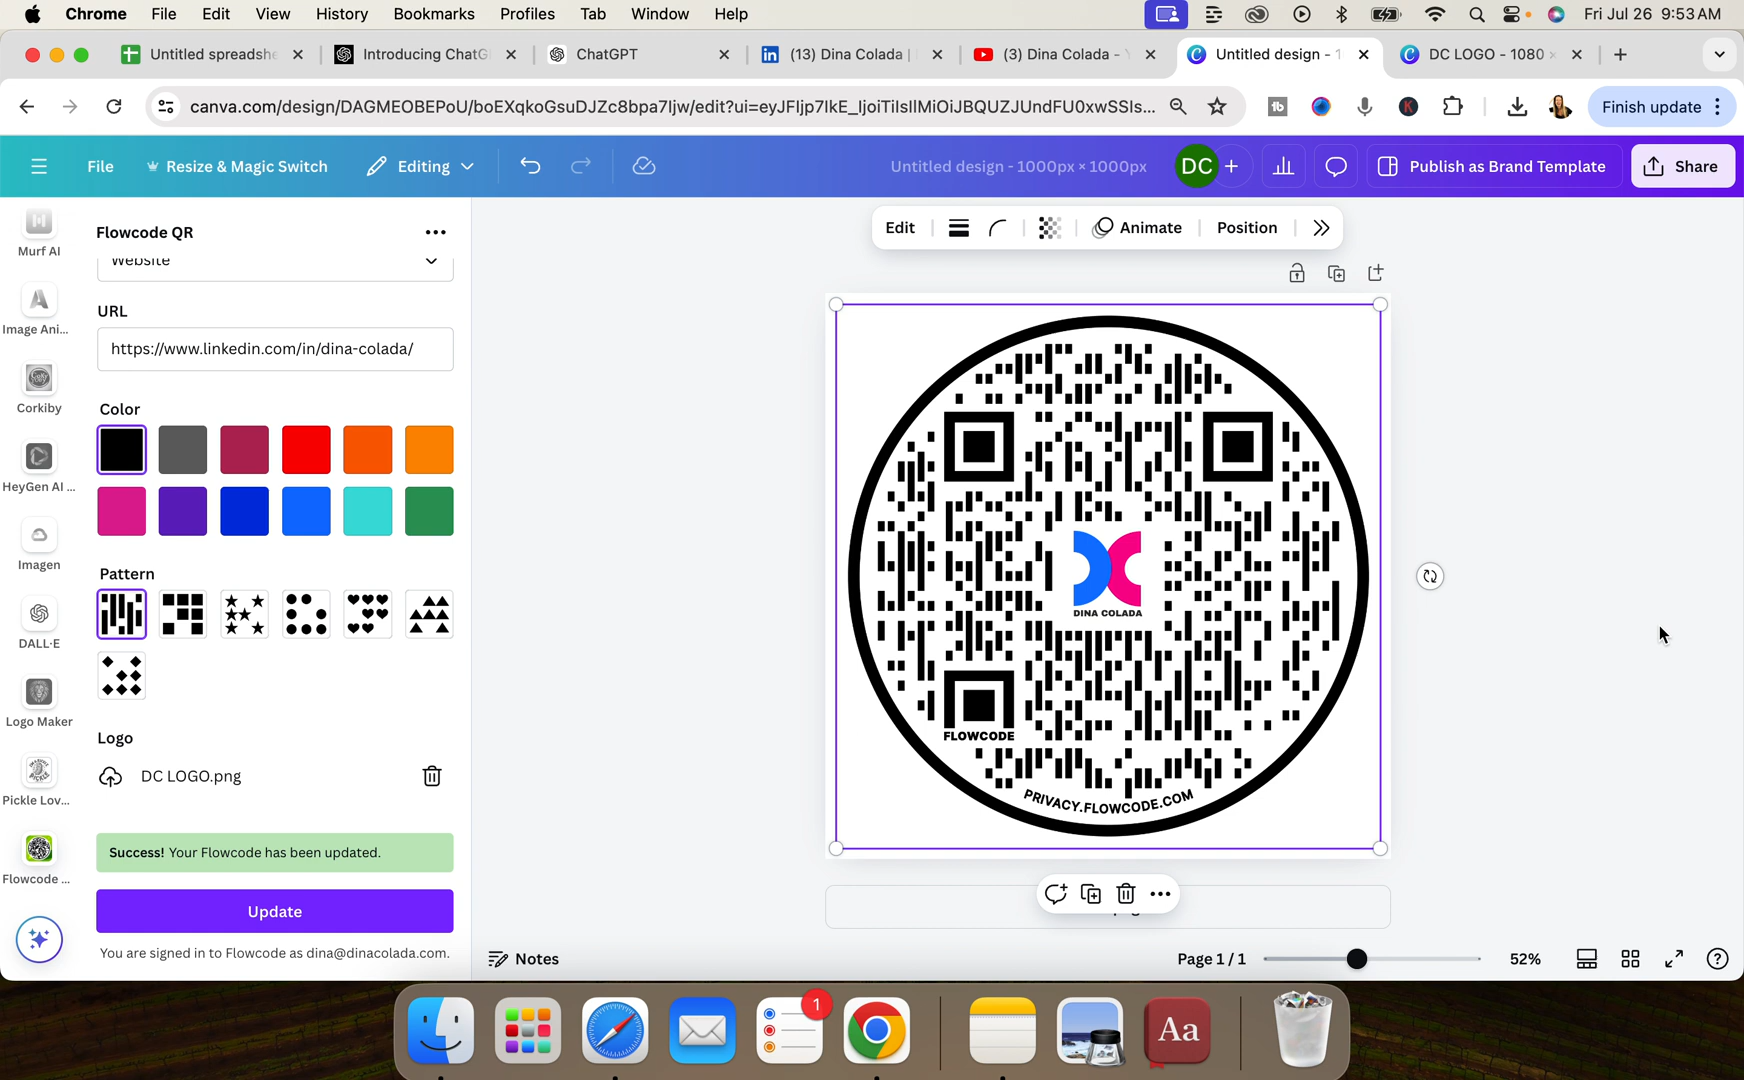 Chrome File Edit View History Bookmarks Profiles Tab Window Help Fri Jul 26 9:53 AM
Untitled spreadshe Introducing ChatG ChatGPT (13) Dina Colada | (3) Dina Colada - Y Untitled design - 1 DC LOGO - 1080 ×
canva.com/design/DAGMEOBEPoU/boEXqkoGsuDJZc8bpa7ljw/edit?ui=eyJFIjp7IkE_IjoiTiIsIlMiOiJBQUZJUndFU0xwSSIs... Finish update
File Resize & Magic Switch Editing Untitled design - 1000px × 1000px DC + Publish as Brand Template Share
Murf AI
Image Ani...
Corkiby
HeyGen AI ...
Imagen
DALL·E
Logo Maker
Pickle Lov...
Flowcode ...
Flowcode QR
Website
URL
https://www.linkedin.com/in/dina-colada/
Color
Pattern
Logo
DC LOGO.png
Success! Your Flowcode has been updated.
Update
You are signed in to Flowcode as dina@dinacolada.com.
Edit Animate Position
DINA COLADA
FLOWCODE
PRIVACY.FLOWCODE.COM
Notes Page 1 / 1 52%
1
Aa